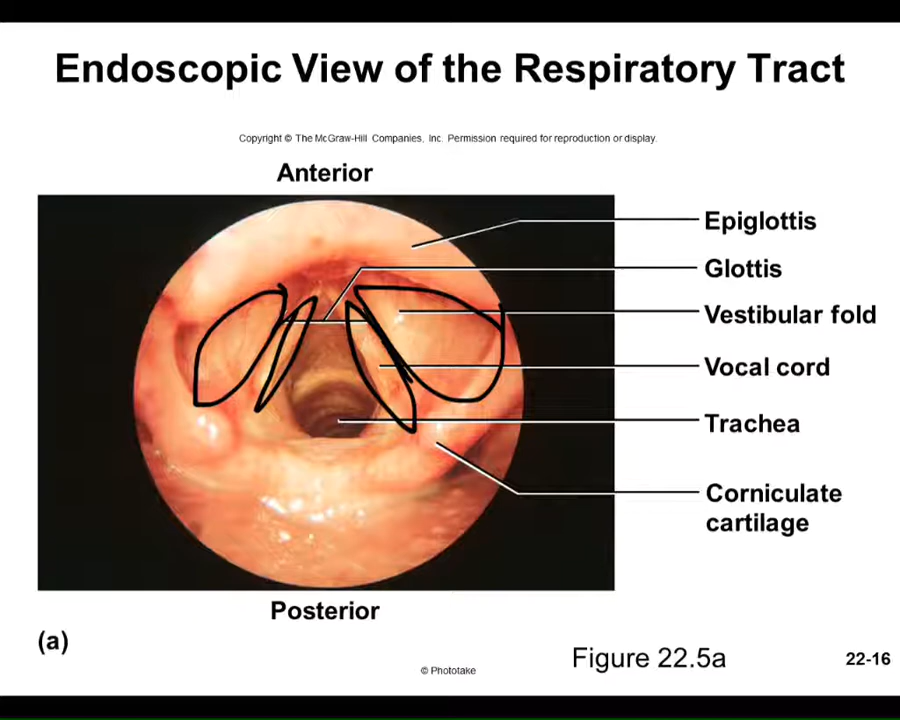 Endoscopic View of the Respiratory Tract
Copyright © The McGraw-Hill Companies, Inc. Permission required for reproduction or display.
Anterior
Epiglottis
Glottis
Vestibular fold
Vocal cord
Trachea
Corniculate
cartilage
Posterior
(a)
Figure 22.5a
22-16
© Phototake